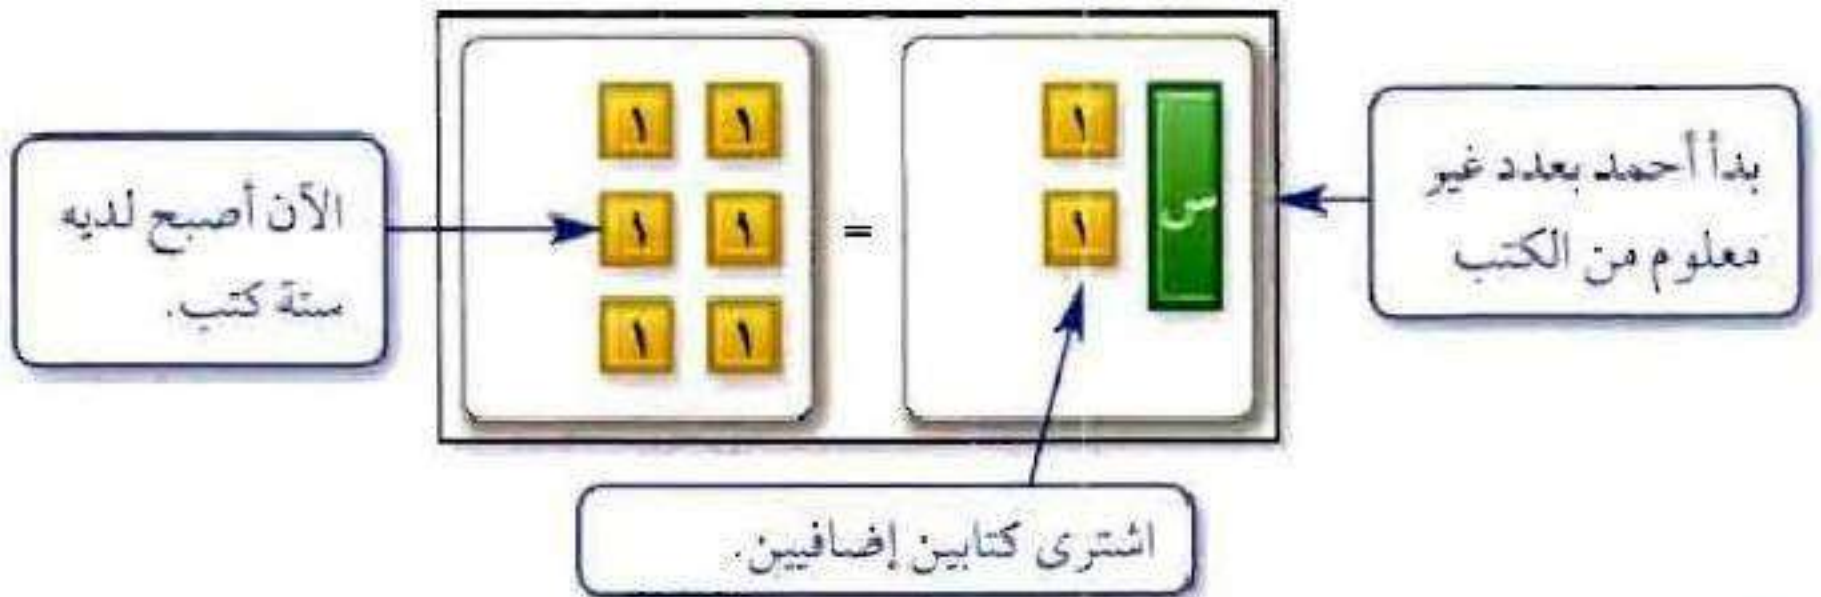 بدأ أحمد بعدد غير
معلوم من الكتب
س
١
١
=
١ ١
١ ١
١ ١
الآن أصبح لديه
ستة كتب.
اشترى كتابين إضافيين.